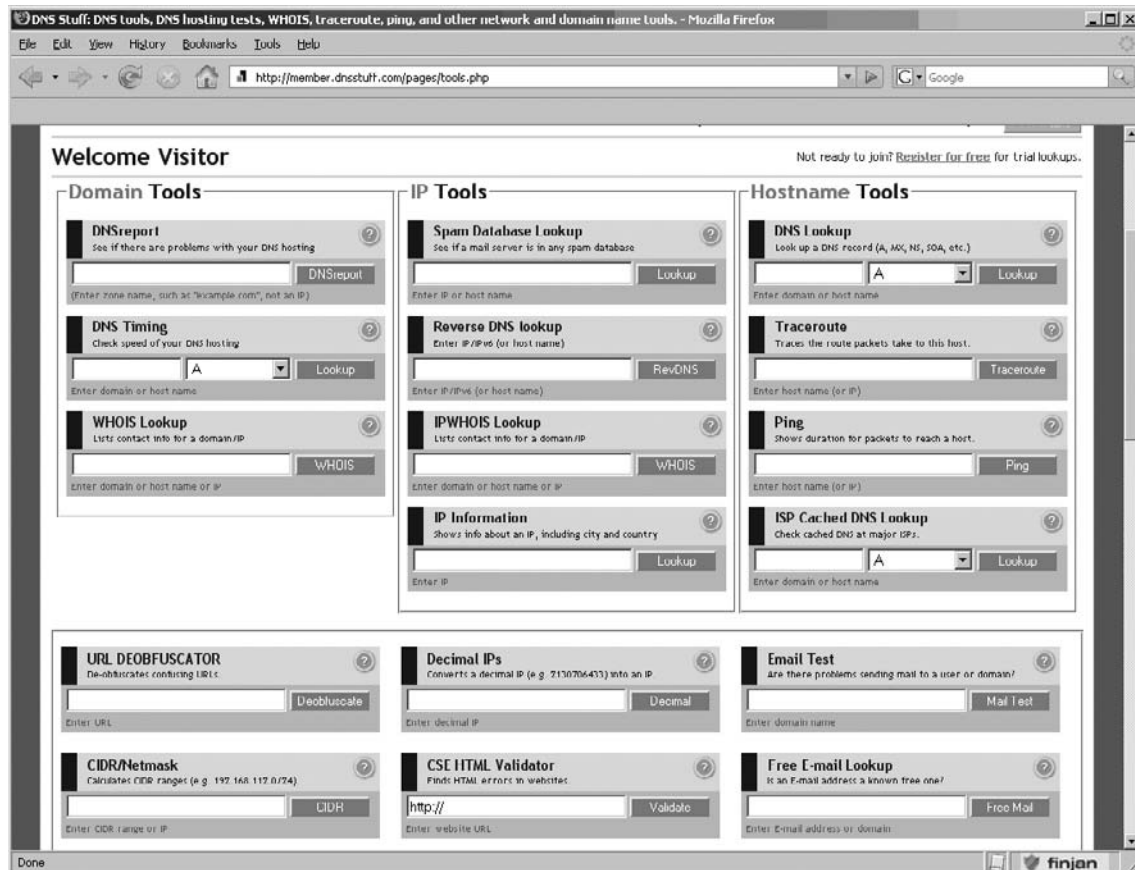 DNS Stuff: DNS tools, DNS hosting tests, WHOIS, traceroute, ping, and other network and domain name tools. - Mozilla Firefox
File Edit View History Bookmarks Tools Help
http://member.dnsstuff.com/pages/tools.php
G Google
Welcome Visitor
Not ready to join? Register for free for trial lookups.
Domain Tools
DNSreport
See if there are problems with your DNS hosting
DNSreport
(Enter zone name, such as "example.com", not an IP)
DNS Timing
Check speed of your DNS hosting
A
Lookup
Enter domain or host name
WHOIS Lookup
Lists contact info for a domain/IP
WHOIS
Enter domain or host name or IP
IP Tools
Spam Database Lookup
See if a mail server is in any spam database
Lookup
Enter IP or host name
Reverse DNS lookup
Enter IP/IPv6 (or host name)
RevDNS
Enter IP/IPv6 (or host name)
IPWHOIS Lookup
Lists contact info for a domain/IP
WHOIS
Enter domain or host name or IP
IP Information
Shows info about an IP, including city and country
Lookup
Enter IP
Hostname Tools
DNS Lookup
Look up a DNS record (A, MX, NS, SOA, etc.)
A
Lookup
Enter domain or host name
Traceroute
Traces the route packets take to this host.
Traceroute
Enter host name (or IP)
Ping
Shows duration for packets to reach a host.
Ping
Enter host name (or IP)
ISP Cached DNS Lookup
Check cached DNS at major ISPs.
A
Lookup
Enter domain or host name
URL DEOBFUSCATOR
De-obfuscates confusing URLs.
Deobfuscate
Enter URL
Decimal IPs
Converts a decimal IP (e.g. 2130706433) into an IP.
Decimal
Enter decimal IP
Email Test
Are there problems sending mail to a user or domain?
Mail Test
Enter domain name
CIDR/Netmask
Calculates CIDR ranges (e.g. 192.168.117.0/24)
CIDR
Enter CIDR range or IP
CSE HTML Validator
Finds HTML errors in websites
http://
Validate
Enter website URL
Free E-mail Lookup
Is an E-mail address a known free one?
Free Mail
Enter E-mail address or domain
Done
finjan